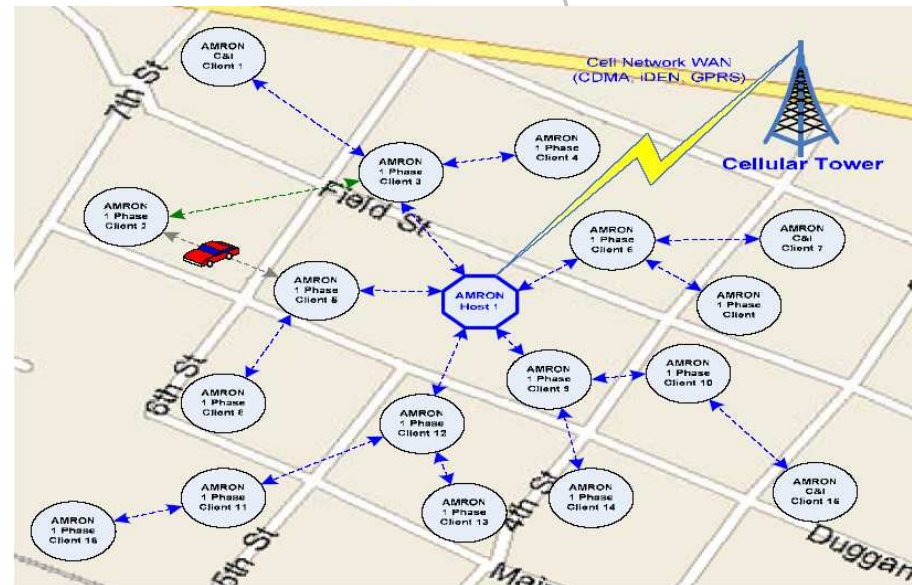 AMRON
C&I
Client 1
Cell Network WAN
(CDMA, iDEN, GPRS)
7th St
AMRON
1 Phase
Client 4
AMRON
1 Phase
Client 3
Cellular Tower
Field St
AMRON
1 Phase
Client 2
AMRON
1 Phase
Client 6
AMRON
C&I
Client 7
AMRON
1 Phase
Client 5
AMRON
Host 1
AMRON
1 Phase
Client
6th St
AMRON
1 Phase
Client 8
AMRON
1 Phase
Client 9
AMRON
1 Phase
Client 10
AMRON
1 Phase
Client 12
AMRON
1 Phase
Client 11
AMRON
1 Phase
Client 13
4th St
AMRON
1 Phase
Client 14
AMRON
C&I
Client 15
AMRON
1 Phase
Client 16
5th St
Main
Duggan